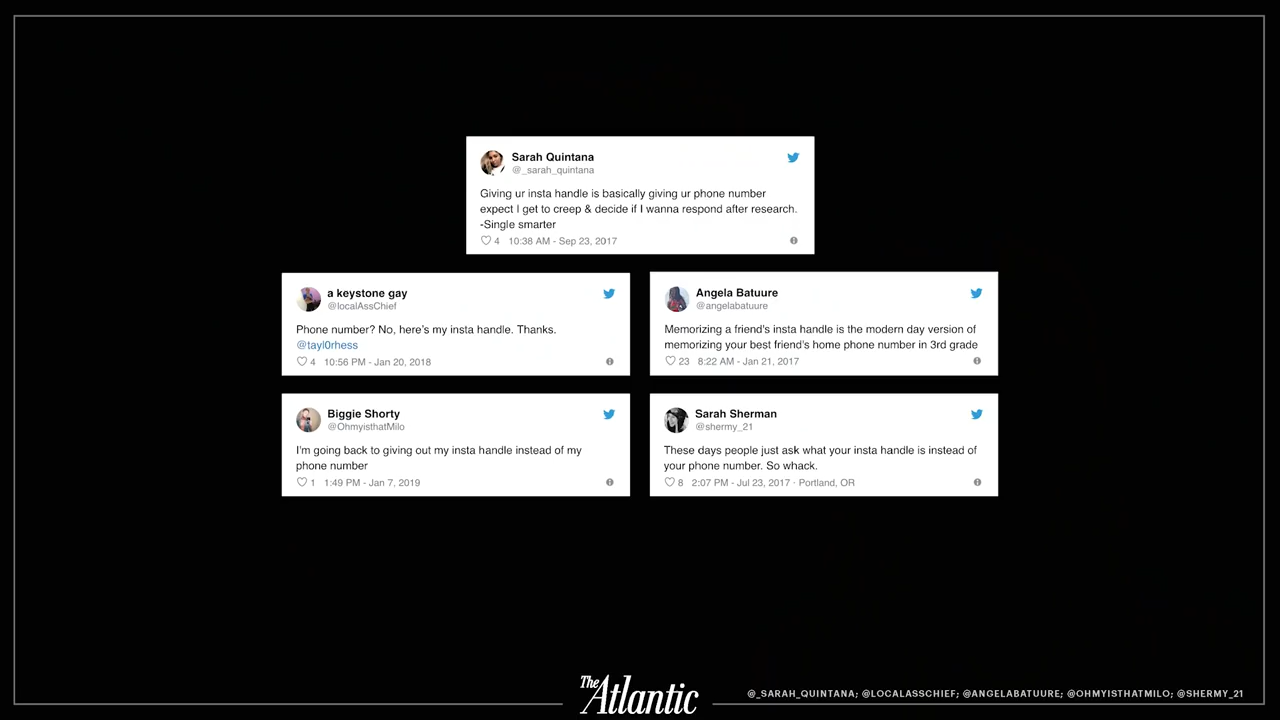 Sarah Quintana
@_sarah_quintana
Giving ur insta handle is basically giving ur phone number
expect I get to creep & decide if I wanna respond after research.
-Single smarter
4 10:38 AM - Sep 23, 2017
a keystone gay
@localAssChief
Phone number? No, here's my insta handle. Thanks.
@tayl0rhess
4 10:56 PM - Jan 20, 2018
Angela Batuure
@angelabatuure
Memorizing a friend's insta handle is the modern day version of
memorizing your best friend's home phone number in 3rd grade
23 8:22 AM - Jan 21, 2017
Biggie Shorty
@OhmyisthatMilo
I'm going back to giving out my insta handle instead of my
phone number
1 1:49 PM - Jan 7, 2019
Sarah Sherman
@shermy_21
These days people just ask what your insta handle is instead of
your phone number. So whack.
8 2:07 PM - Jul 23, 2017 · Portland, OR
The Atlantic
@_SARAH_QUINTANA; @LOCALASSCHIEF; @ANGELABATUURE; @OHMYISTHATMILO; @SHERMY_21